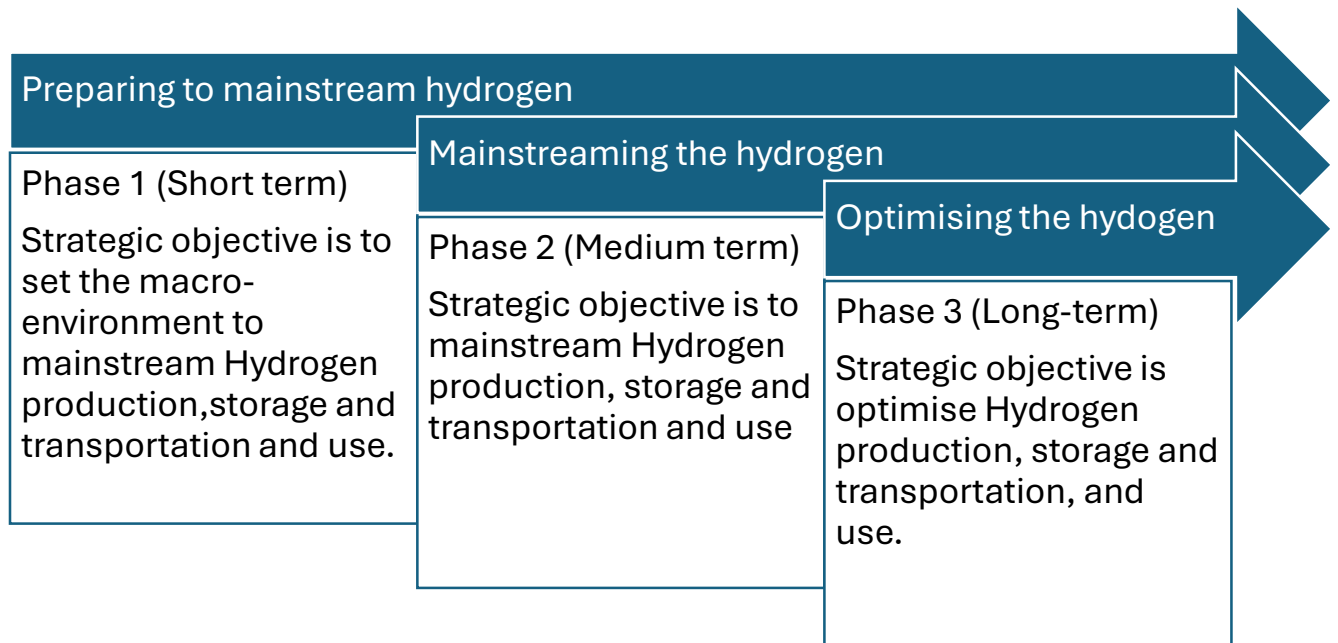 Preparing to mainstream hydrogen
Phase 1 (Short term)
Strategic objective is to
set the macro-
environment to
mainstream Hydrogen
production,storage and
transportation and use.
Mainstreaming the hydrogen
Phase 2 (Medium term)
Strategic objective is to
mainstream Hydrogen
production, storage and
transportation and use
Optimising the hydogen
Phase 3 (Long-term)
Strategic objective is
optimise Hydrogen
production, storage and
transportation, and
use.